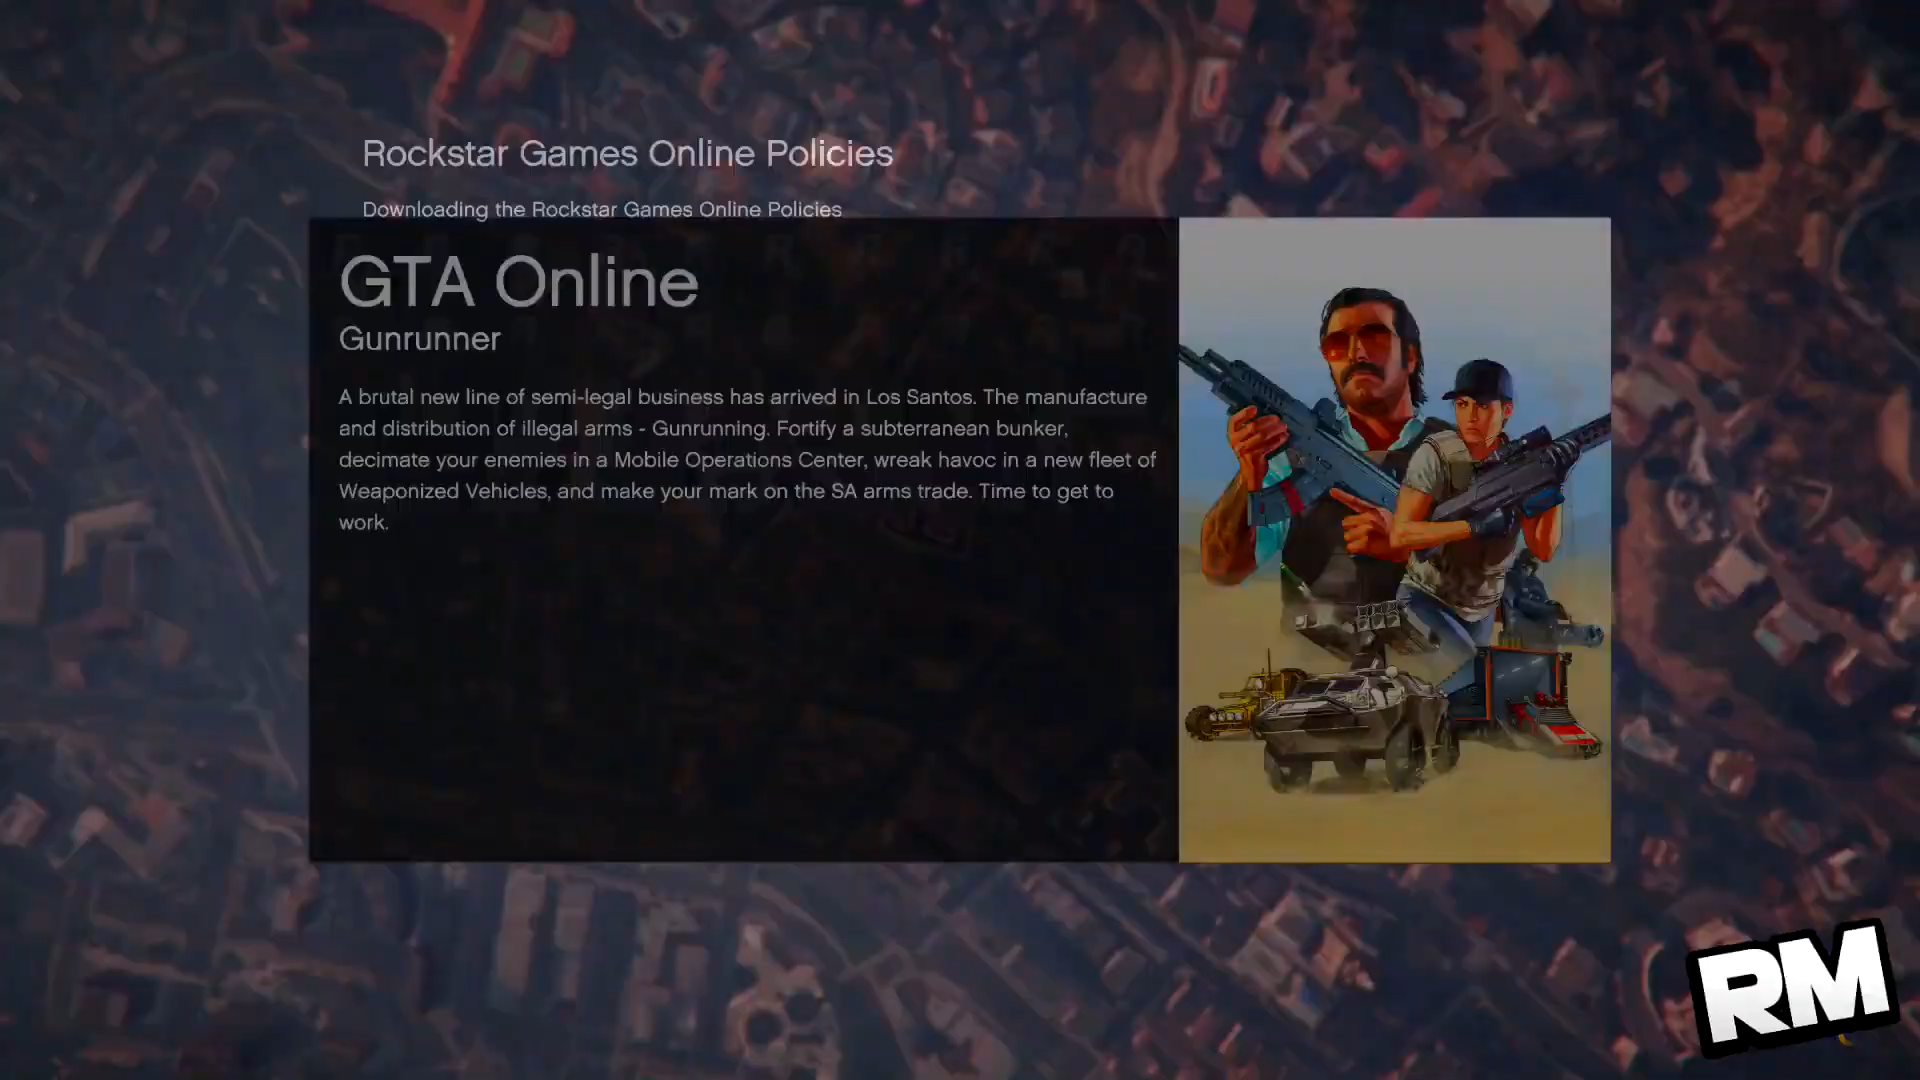 Rockstar Games Online Policies
Downloading the Rockstar Games Online Policies
GTA Online
Gunrunner
A brutal new line of semi-legal business has arrived in Los Santos. The manufacture
and distribution of illegal arms - Gunrunning. Fortify a subterranean bunker,
decimate your enemies in a Mobile Operations Center, wreak havoc in a new fleet of
Weaponized Vehicles, and make your mark on the SA arms trade. Time to get to
work.
RM